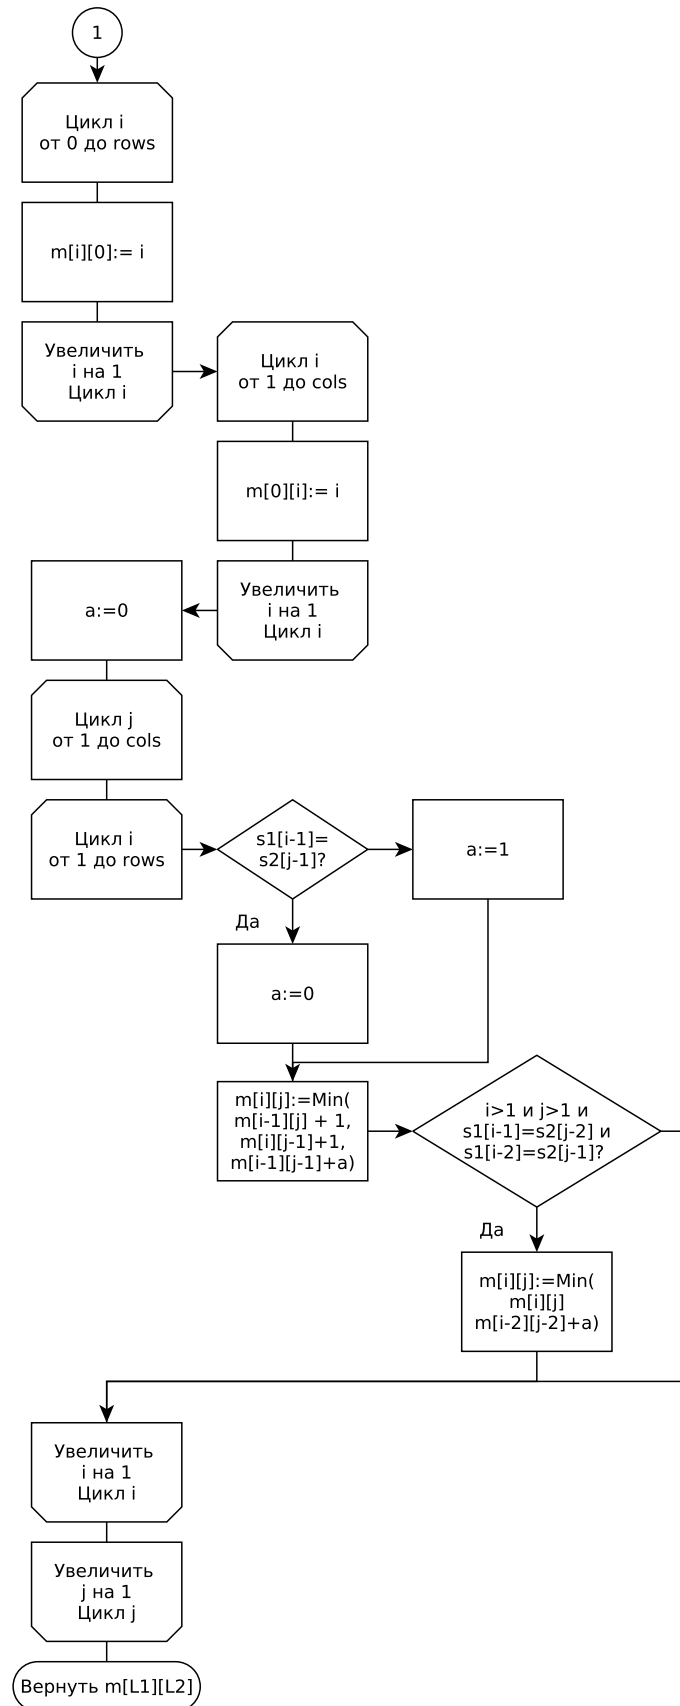 1
Цикл i
от 0 до rows
m[i][0]:= i
Увеличить
i на 1
Цикл i
Цикл i
от 1 до cols
m[0][i]:= i
Увеличить
i на 1
Цикл i
a:=0
Цикл j
от 1 до cols
Цикл i
от 1 до rows
s1[i-1]=
s2[j-1]?
a:=1
Да
a:=0
m[i][j]:=Min(
m[i-1][j] + 1,
m[i][j-1]+1,
m[i-1][j-1]+a)
i>1 и j>1 и
s1[i-1]=s2[j-2] и
s1[i-2]=s2[j-1]?
Да
m[i][j]:=Min(
m[i][j]
m[i-2][j-2]+a)
Увеличить
i на 1
Цикл i
Увеличить
j на 1
Цикл j
Вернуть m[L1][L2]